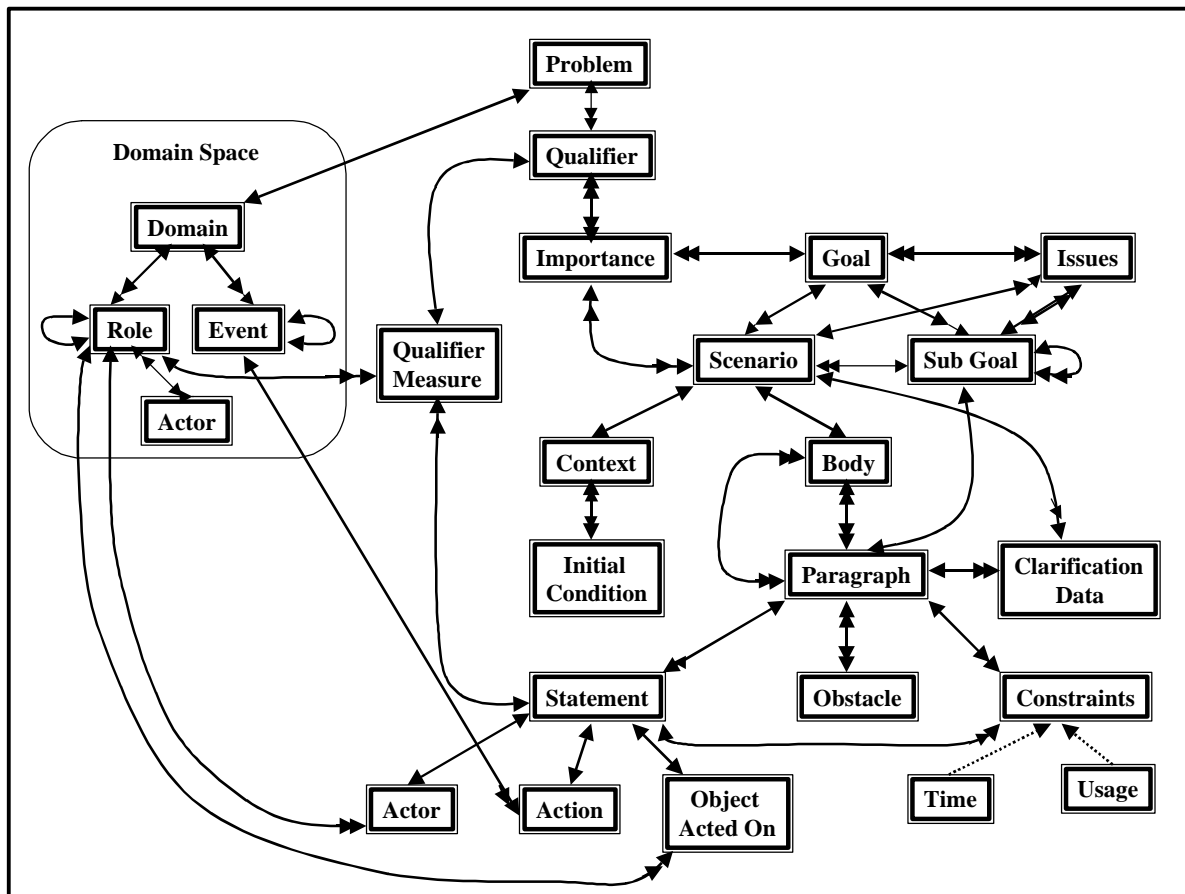 Problem
Domain Space
Qualifier
Domain
Importance
Goal
Issues
Role
Event
Qualifier
Measure
Scenario
Sub Goal
Actor
Context
Body
Initial
Condition
Paragraph
Clarification
Data
Statement
Obstacle
Constraints
Actor
Action
Object
Acted On
Time
Usage